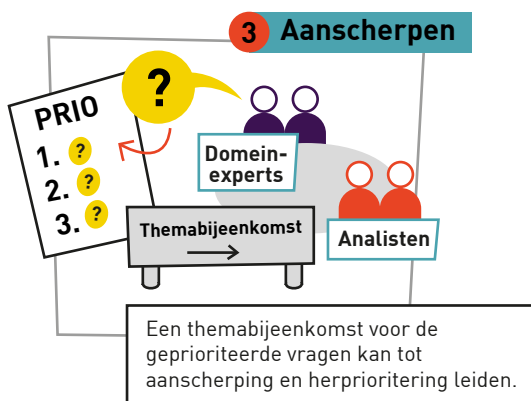 3 Aanscherpen
?
PRIO
1. ?
2. ?
3. ?
Domein-
experts
Themabijeenkomst
Analisten
Een themabijeenkomst voor de
geprioriteerde vragen kan tot
aanscherping en herprioritering leiden.